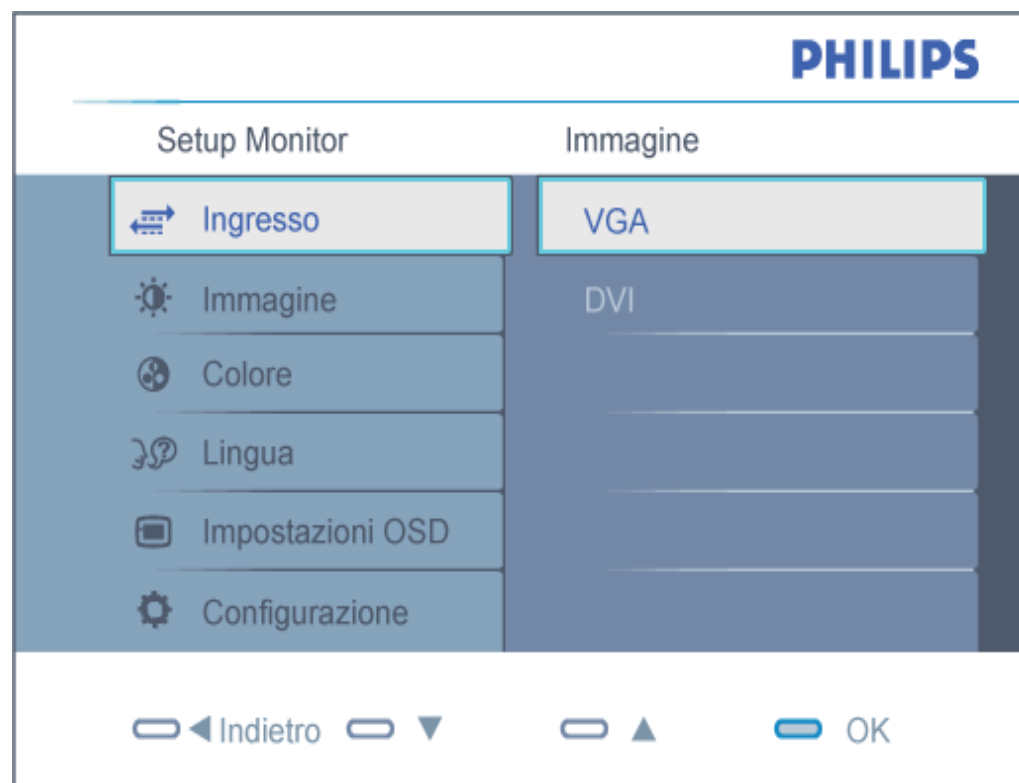 PHILIPS
Setup Monitor Immagine
Ingresso VGA
Immagine DVI
Colore
Lingua
Impostazioni OSD
Configurazione
Indietro OK